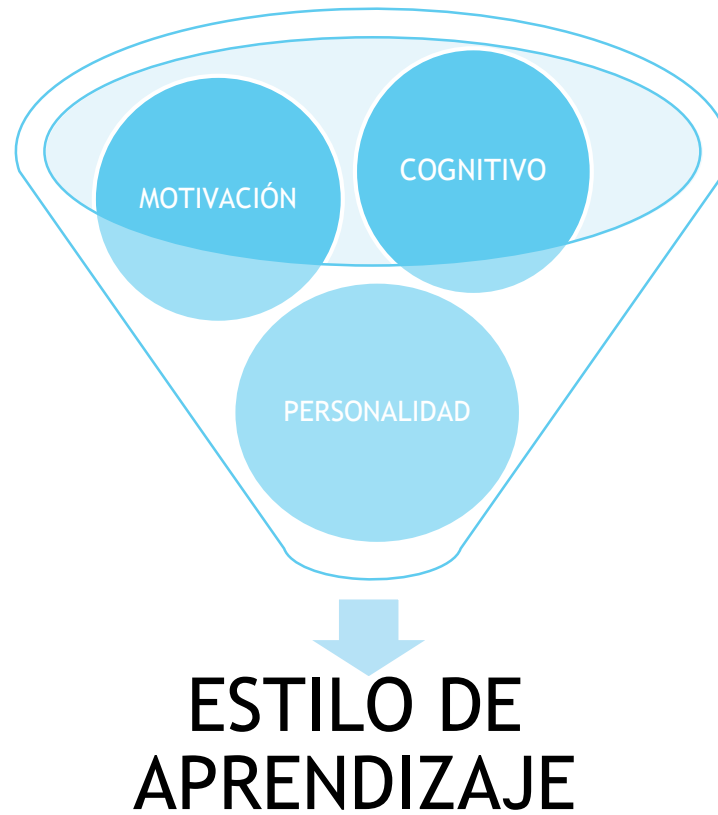 COGNITIVO
MOTIVACIÓN
PERSONALIDAD
ESTILO DE
APRENDIZAJE